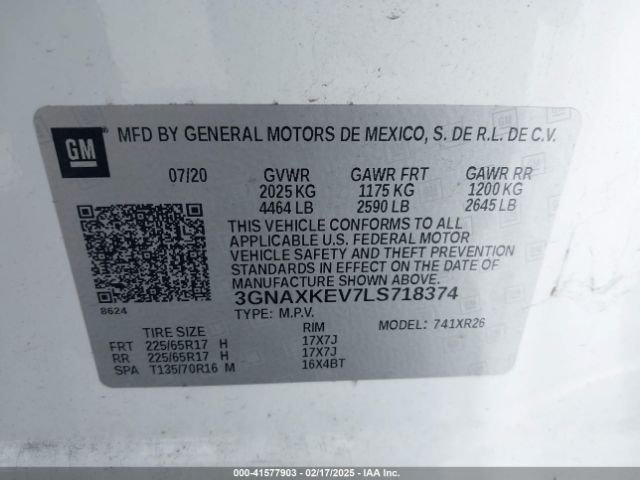 GM
MFD BY GENERAL MOTORS DE MEXICO, S. DE R.L. DE C.V.
07/20 GVWR GAWR FRT GAWR RR
2025 KG 1175 KG 1200 KG
4464 LB 2590 LB 2645 LB
THIS VEHICLE CONFORMS TO ALL
APPLICABLE U.S. FEDERAL MOTOR
VEHICLE SAFETY AND THEFT PREVENTION
STANDARDS IN EFFECT ON THE DATE OF
MANUFACTURE SHOWN ABOVE.
3GNAXKEV7LS718374
8624
TYPE: M.P.V. MODEL: 741XR26
TIRE SIZE RIM
FRT 225/65R17 H 17X7J
RR 225/65R17 H 17X7J
SPA T135/70R16 M 16X4BT
000-41577903 - 02/17/2025 - IAA Inc.